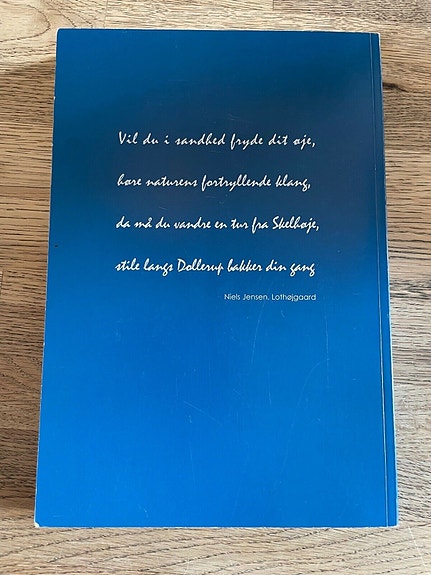 Vil du i sandhed fryde dit øje,
høre naturens fortryllende klang,
da må du vandre en tur fra Skelhøje,
stile langs Dollerup bakker din gang
Niels Jensen, Lothøjgaard